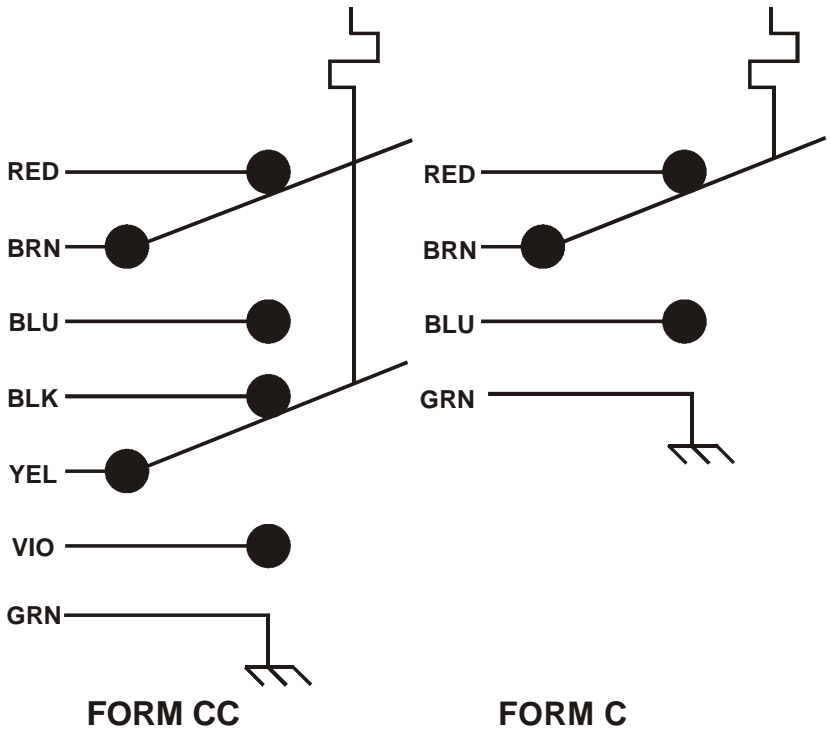 RED
BRN
BLU
BLK
YEL
VIO
GRN
FORM CC
RED
BRN
BLU
GRN
FORM C